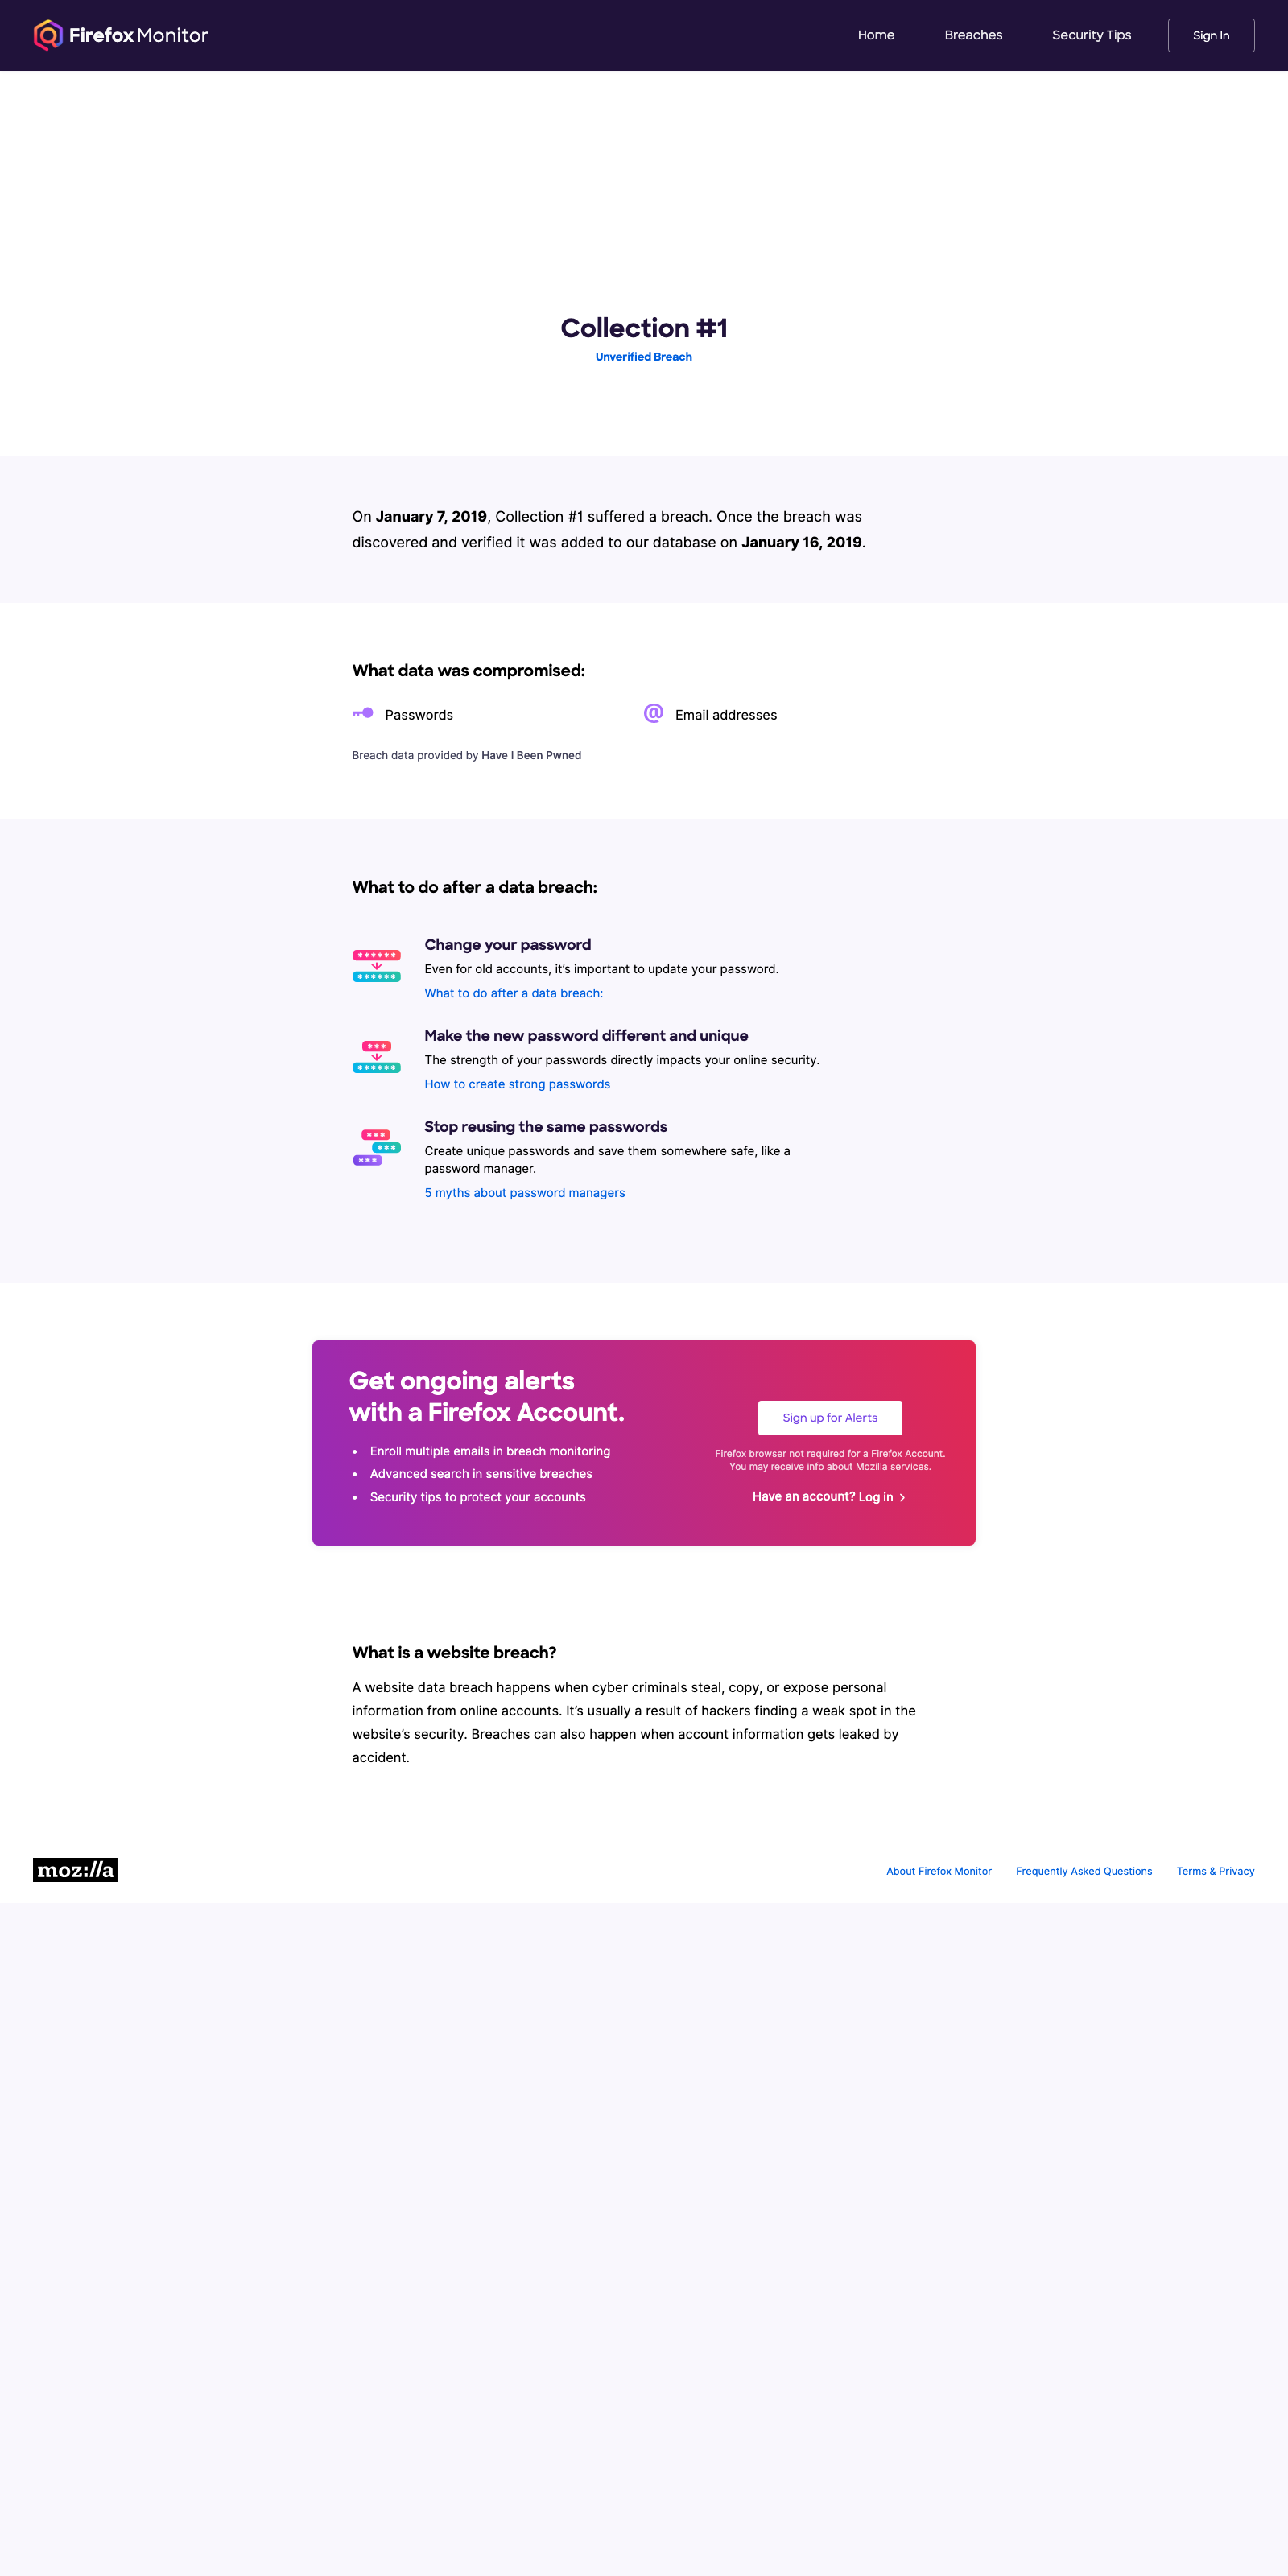 Firefox Monitor
Home
Breaches
Security Tips
Sign In
Collection #1
Unverified Breach
On January 7, 2019, Collection #1 suffered a breach. Once the breach was
discovered and verified it was added to our database on January 16, 2019.
What data was compromised:
Passwords
@ Email addresses
Breach data provided by Have I Been Pwned
What to do after a data breach:
Change your password
Even for old accounts, it’s important to update your password.
What to do after a data breach:
Make the new password different and unique
The strength of your passwords directly impacts your online security.
How to create strong passwords
Stop reusing the same passwords
Create unique passwords and save them somewhere safe, like a
password manager.
5 myths about password managers
Get ongoing alerts
with a Firefox Account.
• Enroll multiple emails in breach monitoring
• Advanced search in sensitive breaches
• Security tips to protect your accounts
Sign up for Alerts
Firefox browser not required for a Firefox Account.
You may receive info about Mozilla services.
Have an account? Log in
What is a website breach?
A website data breach happens when cyber criminals steal, copy, or expose personal
information from online accounts. It’s usually a result of hackers finding a weak spot in the
website’s security. Breaches can also happen when account information gets leaked by
accident.
moz://a
About Firefox Monitor
Frequently Asked Questions
Terms & Privacy